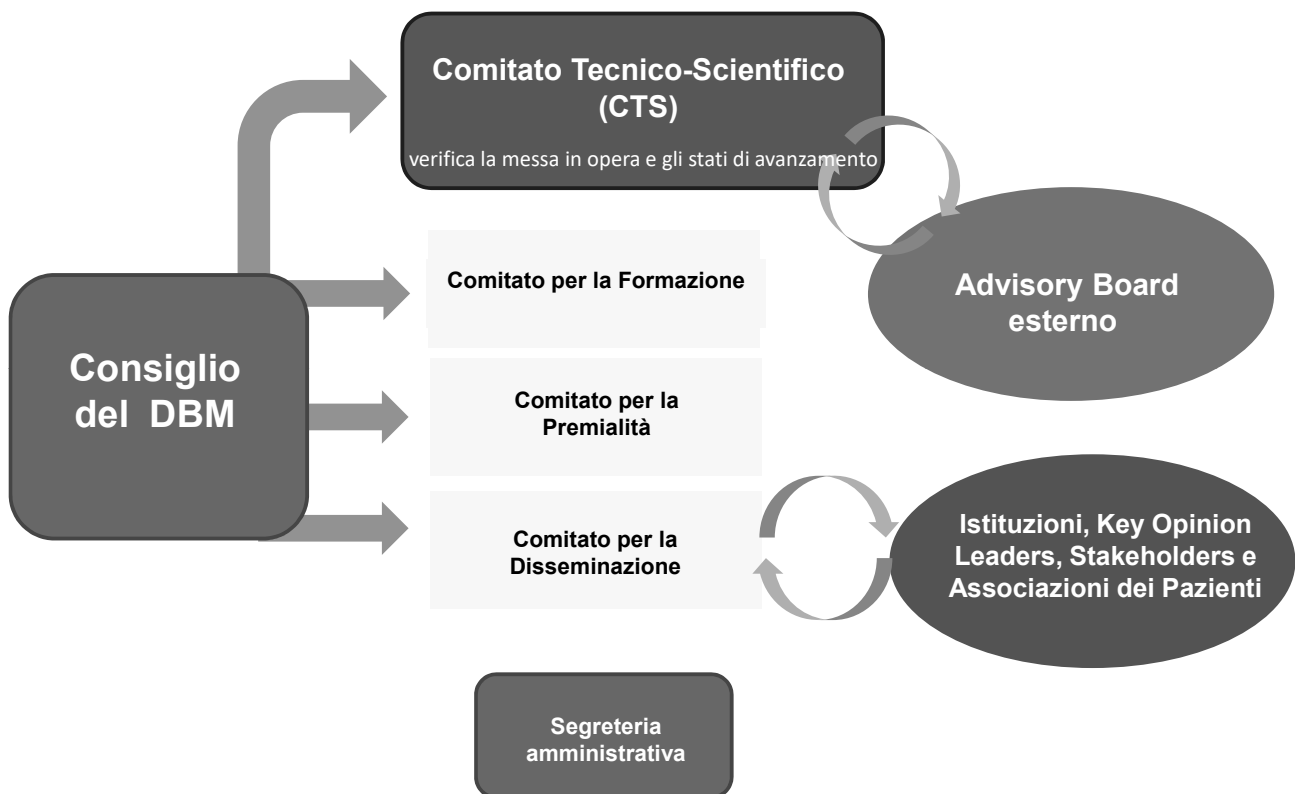 Comitato Tecnico-Scientifico
(CTS)
verifica la messa in opera e gli stati di avanzamento
Advisory Board
esterno
Comitato per la Formazione
Consiglio
del DBM
Comitato per la
Premialità
Comitato per la
Disseminazione
Istituzioni, Key Opinion
Leaders, Stakeholders e
Associazioni dei Pazienti
Segreteria
amministrativa